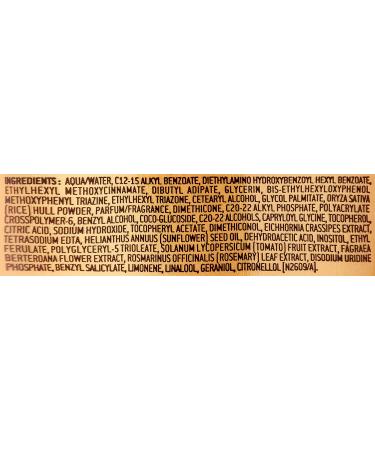 INGREDIENTS: AQUA/WATER, C12-15 ALKYL BENZOATE, DIETHYLAMINO HYDROXYBENZOYL HEXYL BENZOATE,
ETHYLHEXYL METHOXYCINNAMATE, DIBUTYL ADIPATE, GLYCERIN, BIS-ETHYLHEXYLOXYPHENOL
METHOXYPHENYL TRIAZINE, ETHYLHEXYL TRIAZONE, CETEARYL ALCOHOL, GLYCOL PALMITATE, ORYZA SATIVA
(RICE) HULL POWDER, PARFUM/FRAGRANCE, DIMETHICONE, C20-22 ALKYL PHOSPHATE, POLYACRYLATE
CROSSPOLYMER-6, BENZYL ALCOHOL, COCO-GLUCOSIDE, C20-22 ALCOHOLS, CAPRYLOYL GLYCINE, TOCOPHEROL,
CITRIC ACID, SODIUM HYDROXIDE, TOCOPHERYL ACETATE, DIMETHICONOL, EICHHORNIA CRASSIPES EXTRACT,
TETRASODIUM EDTA, HELIANTHUS ANNUUS (SUNFLOWER) SEED OIL, DEHYDROACETIC ACID, INOSITOL, ETHYL
FERULATE, POLYGLYCERYL-5 TRIOLEATE, SOLANUM LYCOPERSICUM (TOMATO) FRUIT EXTRACT, FAGRAEA
BERTEROANA FLOWER EXTRACT, ROSMARINUS OFFICINALIS (ROSEMARY) LEAF EXTRACT, DISODIUM URIDINE
PHOSPHATE, BENZYL SALICYLATE, LIMONENE, LINALOOL, GERANIOL, CITRONELLOL [N2609/A].